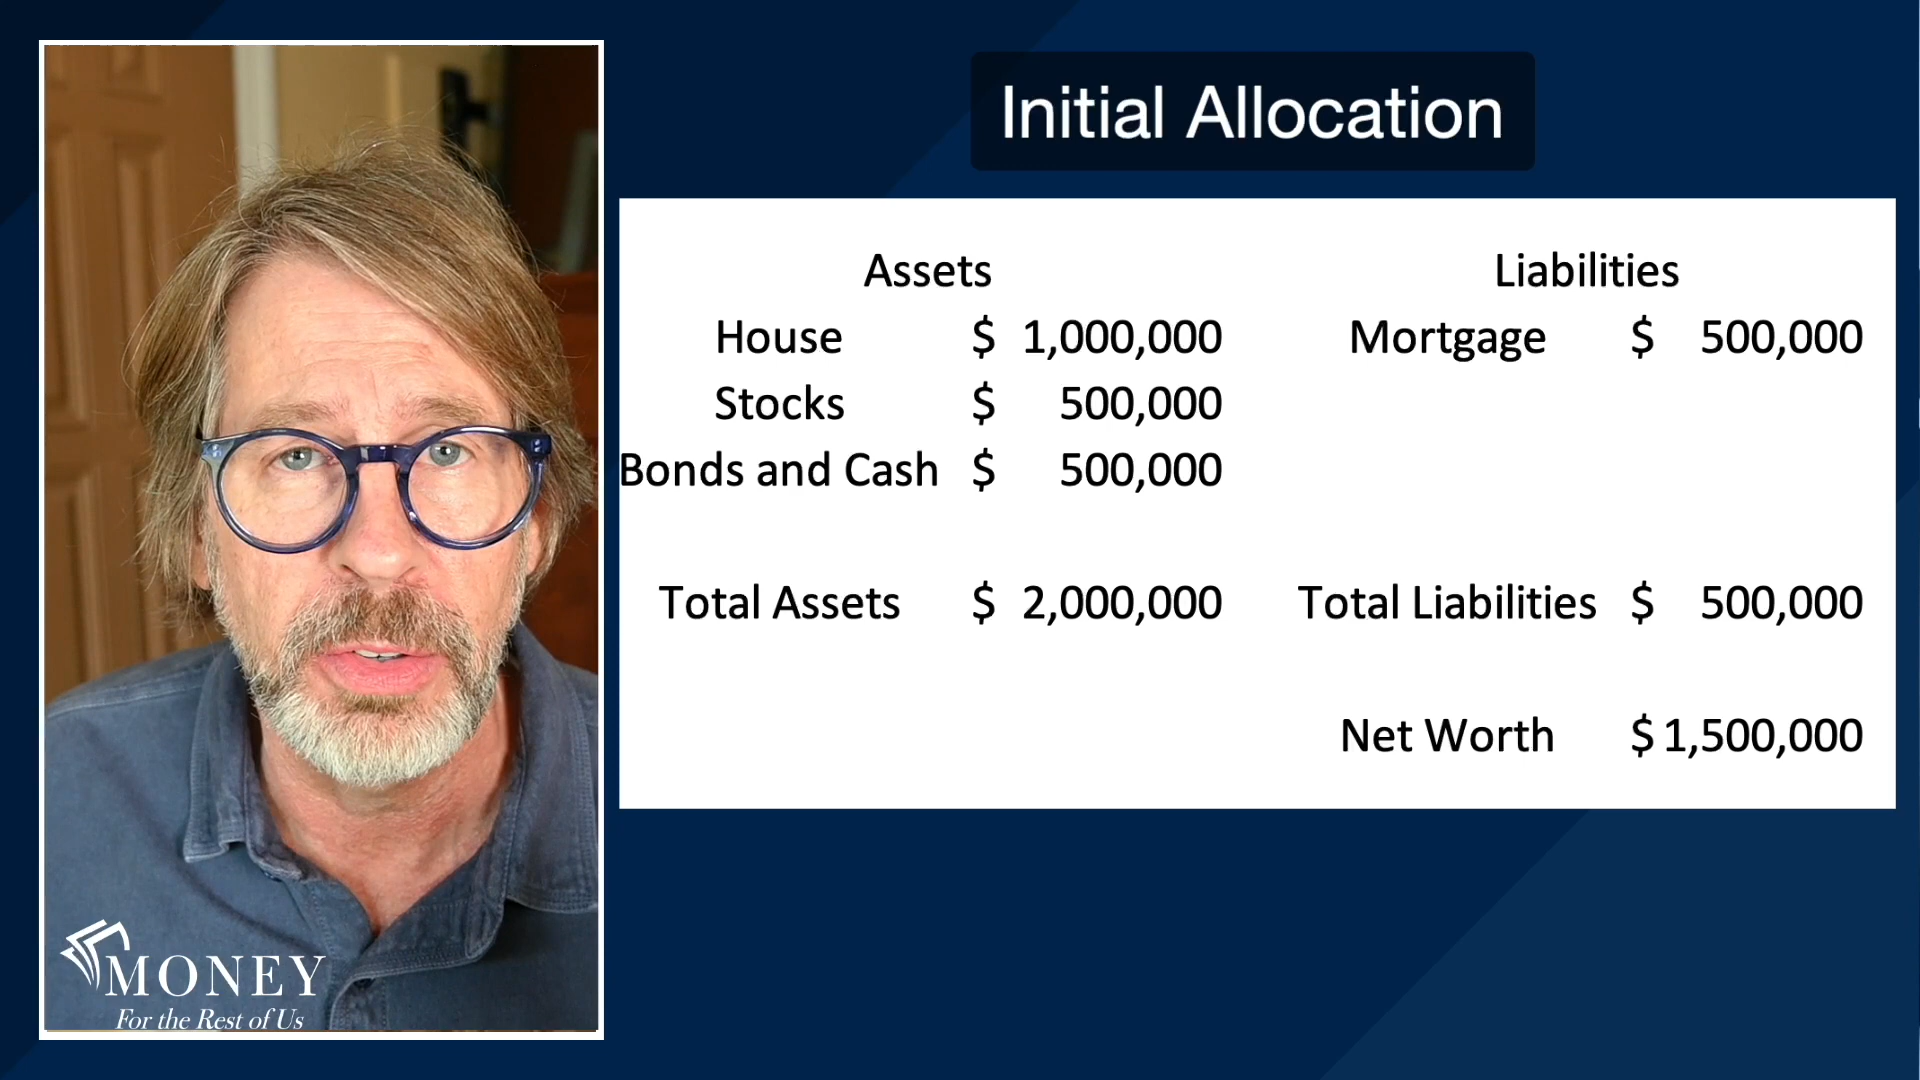 Initial Allocation
Assets Liabilities
House $ 1,000,000 Mortgage $ 500,000
Stocks $ 500,000
Bonds and Cash $ 500,000
Total Assets $ 2,000,000 Total Liabilities $ 500,000
Net Worth $ 1,500,000
MONEY
For the Rest of Us